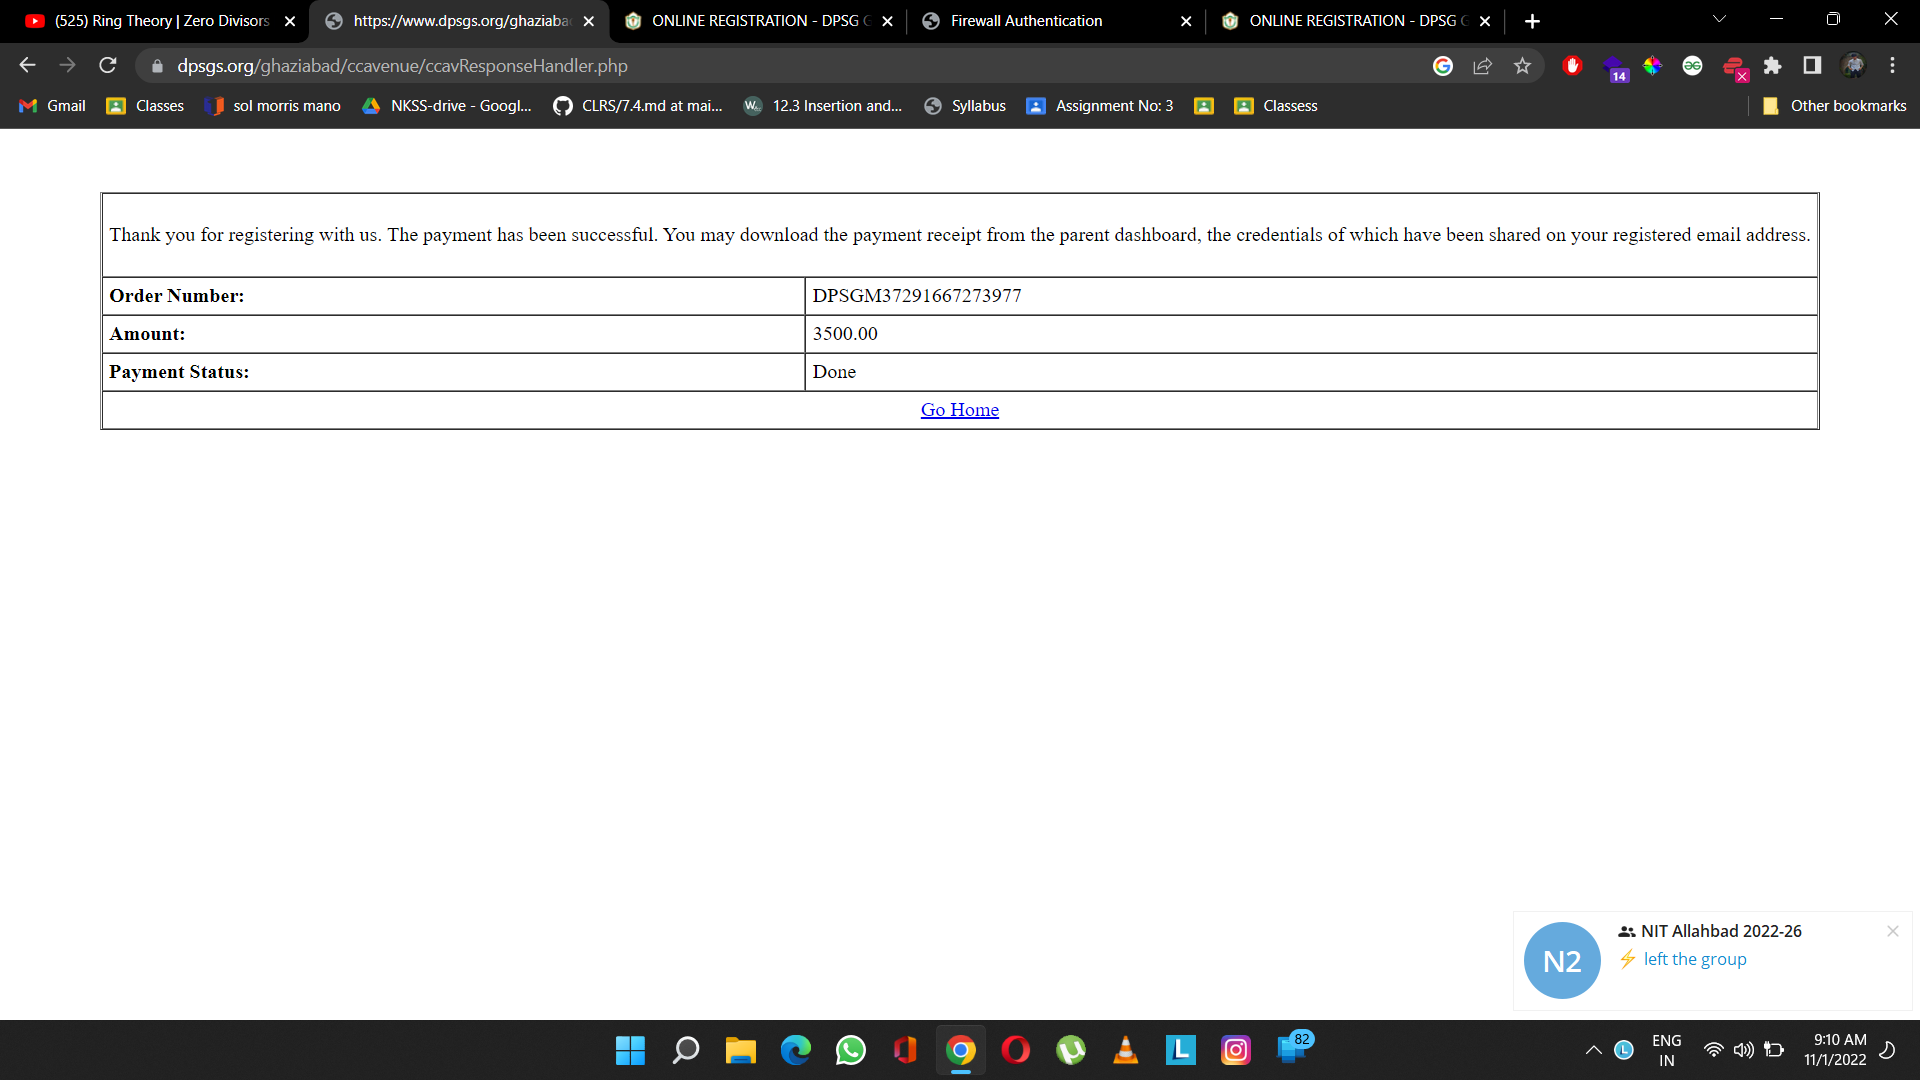 (525) Ring Theory | Zero Divisors
https://www.dpsgs.org/ghaziaba
ONLINE REGISTRATION - DPSG G
Firewall Authentication
ONLINE REGISTRATION - DPSG G
dpsgs.org/ghaziabad/ccavenue/ccavResponseHandler.php
14
Gmail
Classes
sol morris mano
NKSS-drive - Googl...
CLRS/7.4.md at mai...
12.3 Insertion and...
Syllabus
Assignment No: 3
Classess
Other bookmarks
Thank you for registering with us. The payment has been successful. You may download the payment receipt from the parent dashboard, the credentials of which have been shared on your registered email address.
Order Number: DPSGM37291667273977
Amount: 3500.00
Payment Status: Done
Go Home
N2
NIT Allahbad 2022-26
left the group
82
ENG
IN
9:10 AM
11/1/2022